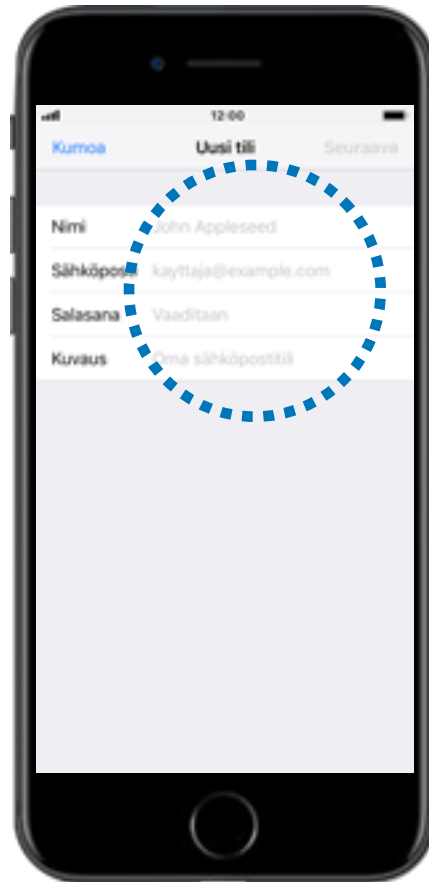 12:00
Kumoa Uusi tili Seuraava
Nimi John Appleseed
Sähköposti kayttaja@example.com
Salasana Vaaditaan
Kuvaus Oma sähköpostitili